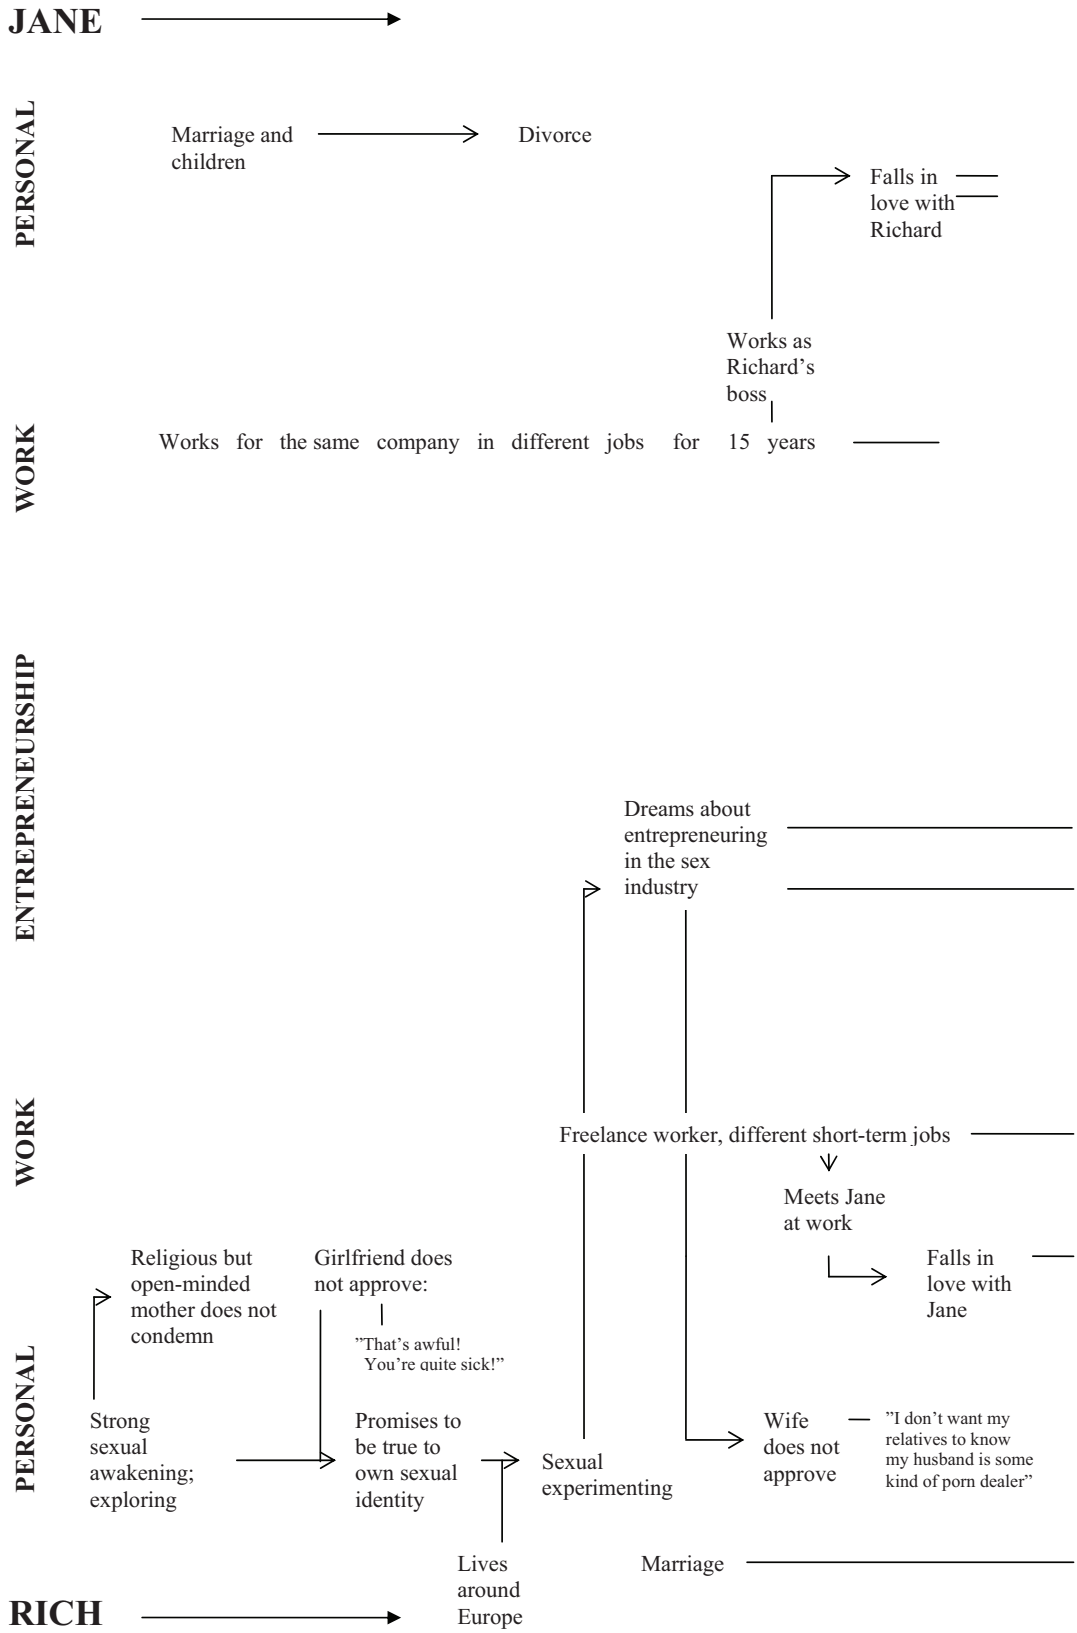 JANE
PERSONAL
Marriage and
children
Divorce
Falls in
love with
Richard
Works as
Richard's
boss
WORK
Works for the same company in different jobs for 15 years
ENTREPRENEURSHIP
Dreams about
entrepreneuring
in the sex
industry
WORK
Freelance worker, different short-term jobs
Meets Jane
at work
Falls in
love with
Jane
Religious but
open-minded
mother does not
condemn
Girlfriend does
not approve:
”That's awful!
You're quite sick!”
PERSONAL
Strong
sexual
awakening;
exploring
Promises to
be true to
own sexual
identity
Sexual
experimenting
Wife
does not
approve
”I don't want my
relatives to know
my husband is some
kind of porn dealer”
Lives
around
Europe
Marriage
RICH